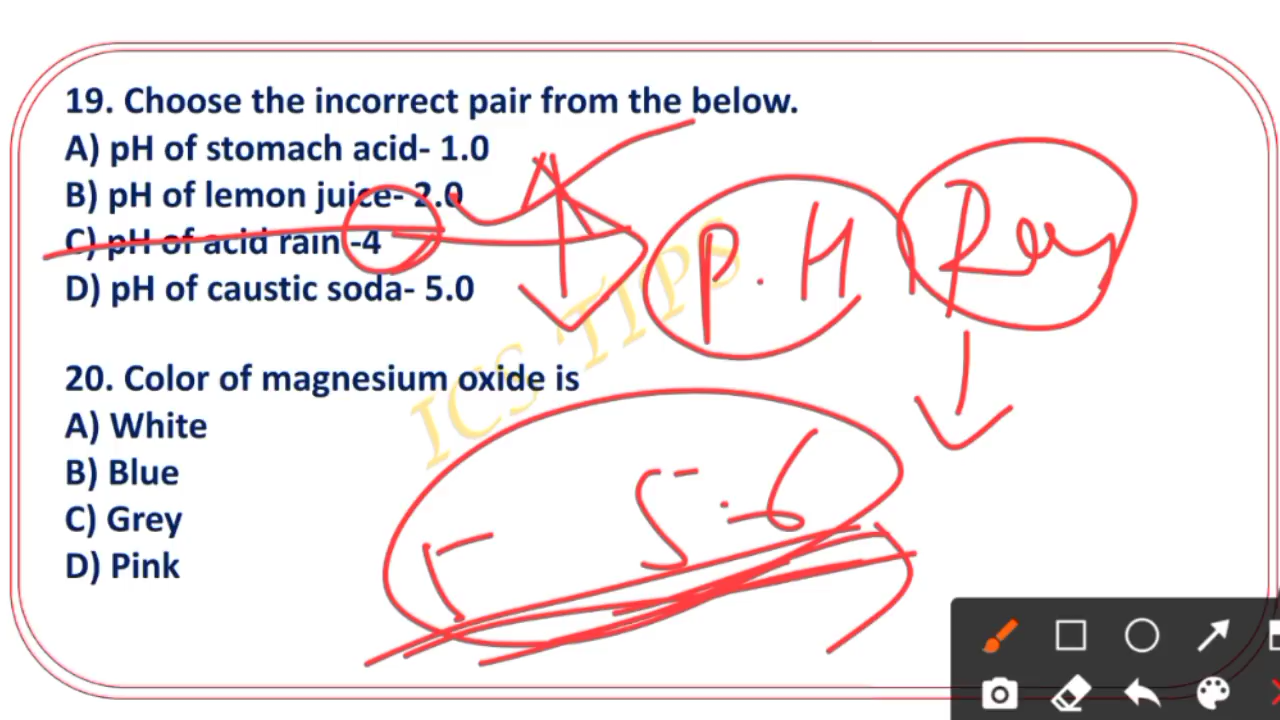 19. Choose the incorrect pair from the below.
A) pH of stomach acid- 1.0
B) pH of lemon juice- 2.0
C) pH of acid rain -4
D) pH of caustic soda- 5.0
P.H
20. Color of magnesium oxide is
A) White
B) Blue
C) Grey
D) Pink
5.6
ICS TIPS